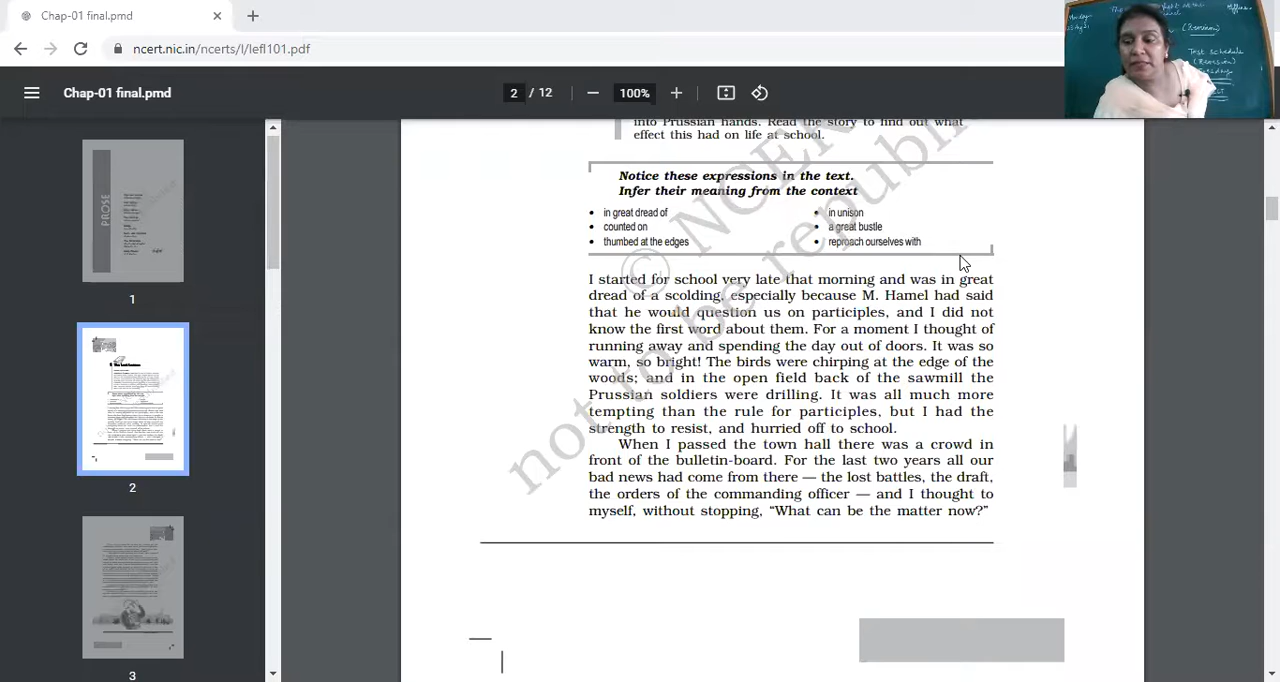 Chap-01 final.pmd
ncert.nic.in/ncerts/l/lefl101.pdf
Chap-01 final.pmd
2 / 12
100%
Monday
(Revision)
Test schedule
(Revision)
PROSE
1
2
3
into Prussian hands. Read the story to find out what
effect this had on life at school.
Notice these expressions in the text.
Infer their meaning from the context
• in great dread of
• counted on
• thumbed at the edges
• in unison
• a great bustle
• reproach ourselves with
I started for school very late that morning and was in great
dread of a scolding, especially because M. Hamel had said
that he would question us on participles, and I did not
know the first word about them. For a moment I thought of
running away and spending the day out of doors. It was so
warm, so bright! The birds were chirping at the edge of the
woods; and in the open field back of the sawmill the
Prussian soldiers were drilling. It was all much more
tempting than the rule for participles, but I had the
strength to resist, and hurried off to school.
When I passed the town hall there was a crowd in
front of the bulletin-board. For the last two years all our
bad news had come from there — the lost battles, the draft,
the orders of the commanding officer — and I thought to
myself, without stopping, “What can be the matter now?”
© NCER
not to be republi